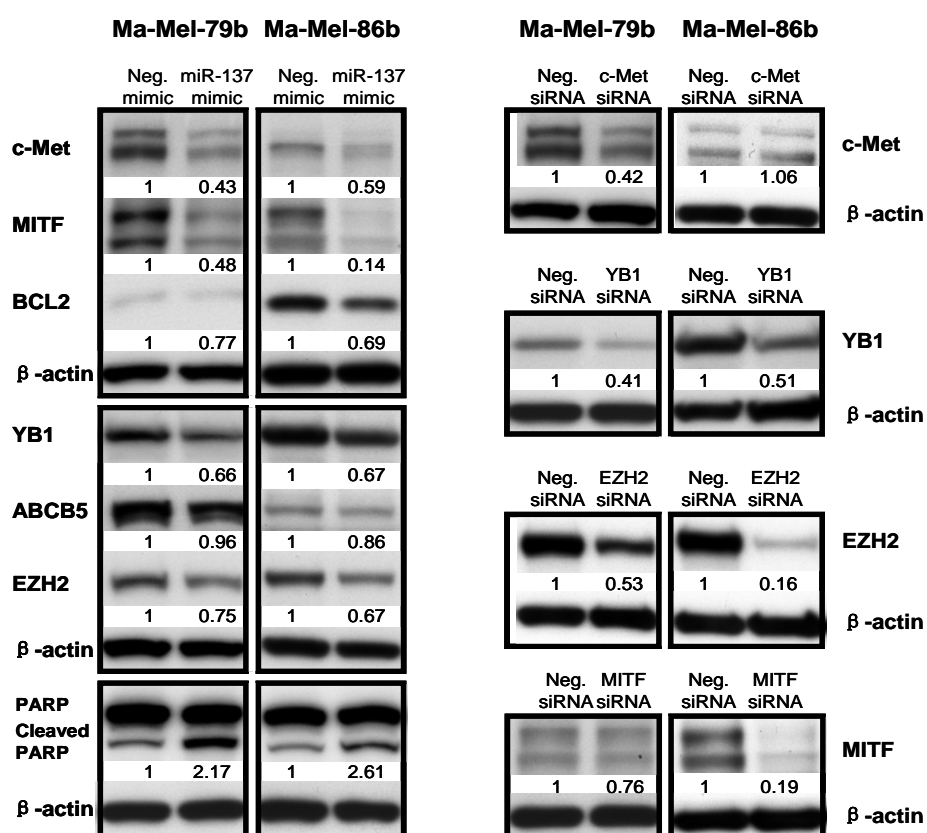 Ma-Mel-79b Ma-Mel-86b
Neg. miR-137 Neg. miR-137
mimic mimic mimic mimic
c-Met
1 0.43 1 0.59
MITF
1 0.48 1 0.14
BCL2
1 0.77 1 0.69
β-actin
YB1
1 0.66 1 0.67
ABCB5
1 0.96 1 0.86
EZH2
1 0.75 1 0.67
β-actin
PARP
Cleaved
PARP
1 2.17 1 2.61
β-actin
Ma-Mel-79b Ma-Mel-86b
Neg. c-Met Neg. c-Met
siRNA siRNA siRNA siRNA
c-Met
1 0.42 1 1.06
β-actin
Neg. YB1 Neg. YB1
siRNA siRNA siRNA siRNA
YB1
1 0.41 1 0.51
β-actin
Neg. EZH2 Neg. EZH2
siRNA siRNA siRNA siRNA
EZH2
1 0.53 1 0.16
β-actin
Neg. MITF Neg. MITF
siRNA siRNA siRNA siRNA
MITF
1 0.76 1 0.19
β-actin